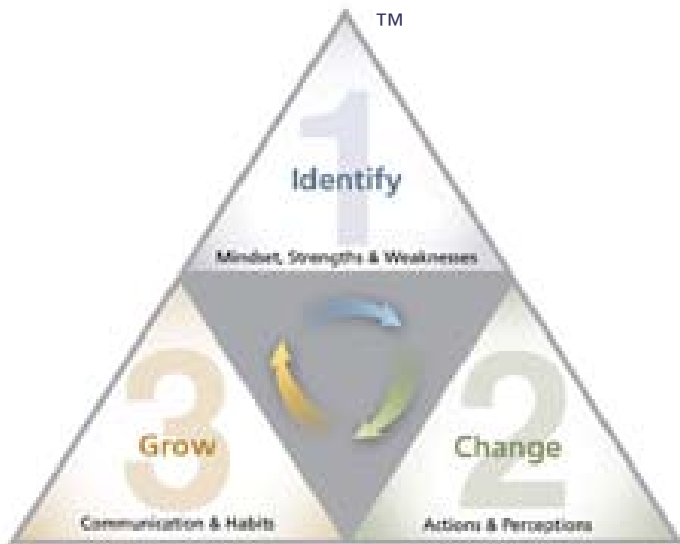 TM
1
Identify
Mindset, Strengths & Weaknesses
3
Grow
Communication & Habits
2
Change
Actions & Perceptions